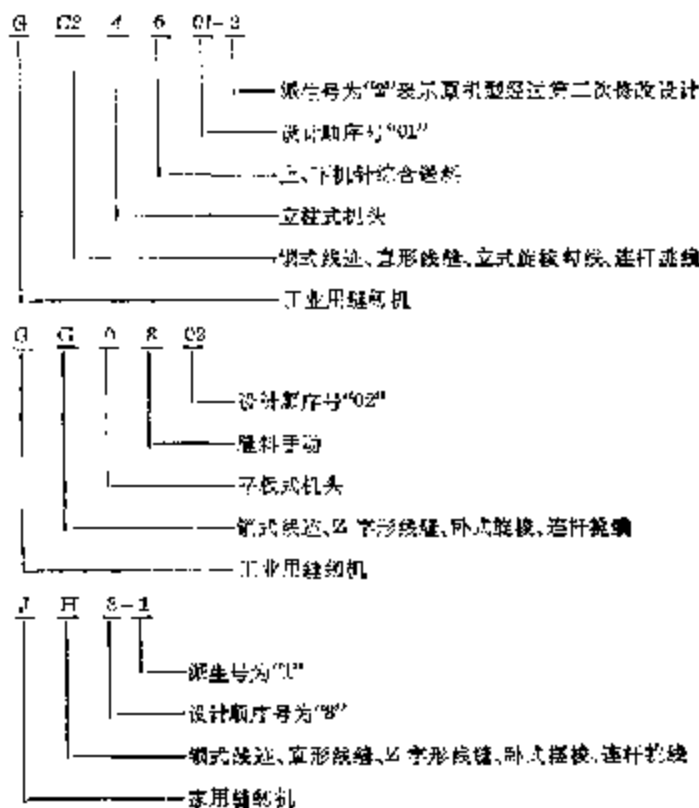 G C2 4 6 01-2
派生号为“2”表示原机型经过第二次修改设计
设计顺序号“01”
上、下机针综合送料
立柱式机头
锁式线迹、直形线缝、立式旋梭勾线、连杆挑线
工业用缝纫机
G G 0 8 02
设计顺序号“02”
缝料手动
平板式机头
锁式线迹、Z字形线缝、卧式旋梭、连杆挑线
工业用缝纫机
J H 8-1
派生号为“1”
设计顺序号为“8”
锁式线迹、直形线缝、Z字形线缝、卧式摆梭、连杆挑线
家用缝纫机